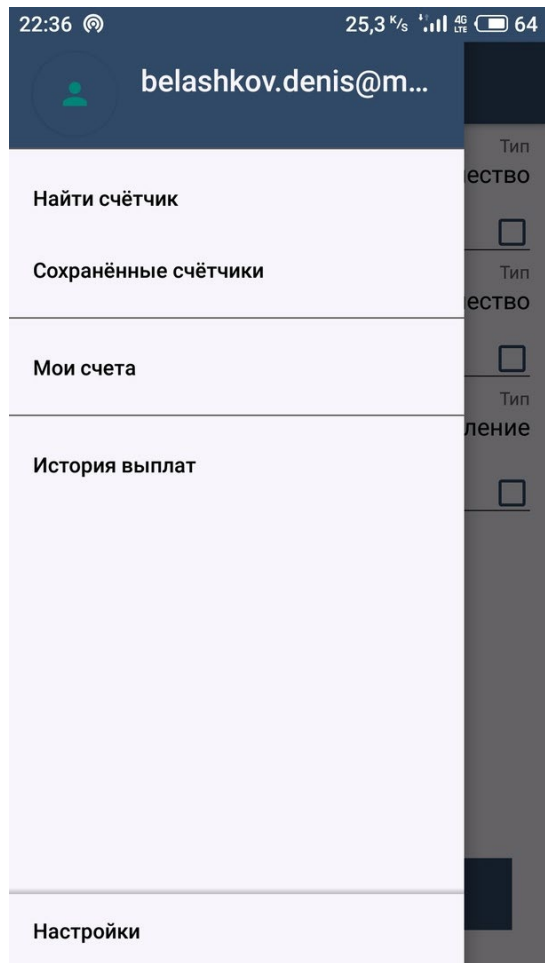 22:36 25,3 K/s 4G LTE 64
belashkov.denis@m...
Тип
ество
Найти счётчик
Сохранённые счётчики
Тип
ество
Мои счета
Тип
ление
История выплат
Настройки